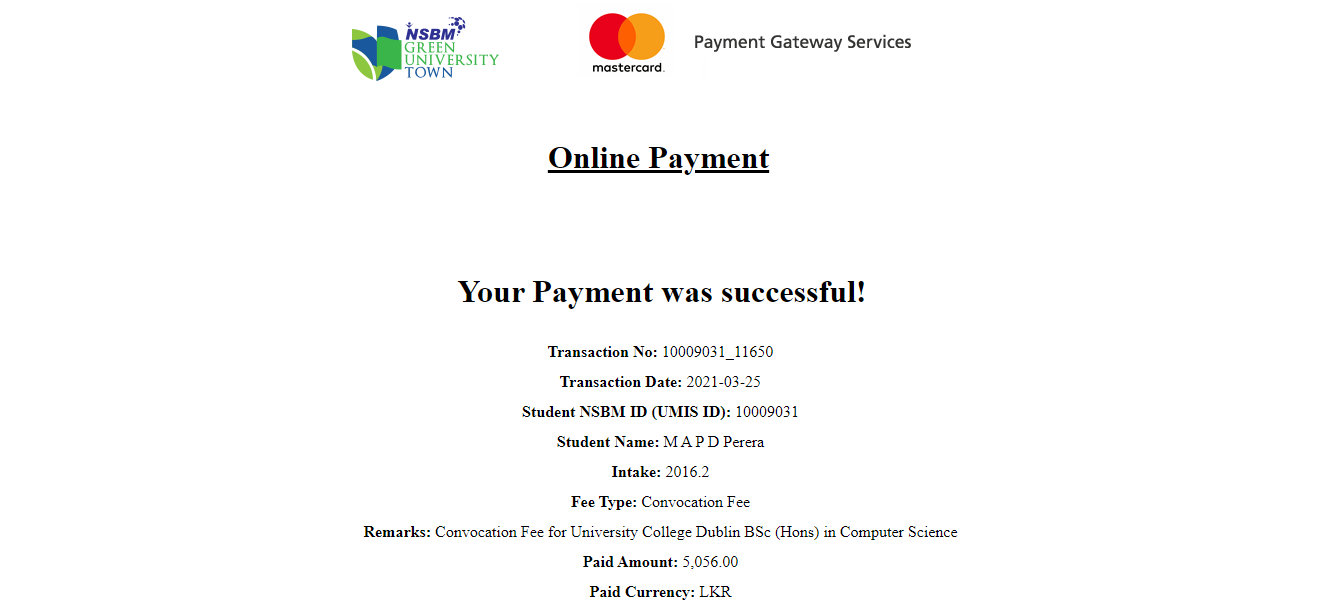 NSBM
GREEN
UNIVERSITY
TOWN
mastercard.
Payment Gateway Services
Online Payment
Your Payment was successful!
Transaction No: 10009031_11650
Transaction Date: 2021-03-25
Student NSBM ID (UMIS ID): 10009031
Student Name: M A P D Perera
Intake: 2016.2
Fee Type: Convocation Fee
Remarks: Convocation Fee for University College Dublin BSc (Hons) in Computer Science
Paid Amount: 5,056.00
Paid Currency: LKR